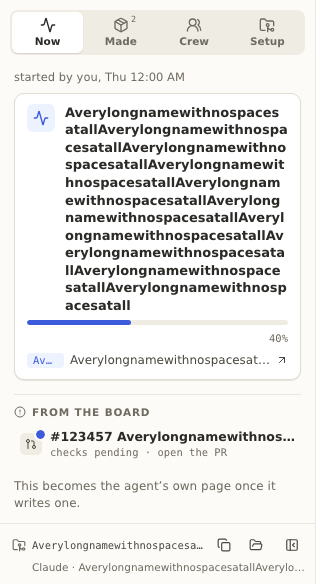 2
Now Made Crew Setup
started by you, Thu 12:00 AM
Averylongnamewithnospaces
atallAverylongnamewithnospa
cesatallAverylongnamewithno
spacesatallAverylongnamewit
hnospacesatallAverylongnam
ewithnospacesatallAverylong
namewithnospacesatallAveryl
ongnamewithnospacesatallAv
erylongnamewithnospacesata
llAverylongnamewithnospace
satallAverylongnamewithnosp
acesatall
40%
Av… Averylongnamewithnospacesat…
FROM THE BOARD
#123457 Averylongnamewithnos…
checks pending · open the PR
This becomes the agent’s own page once it
writes one.
Averylongnamewithnospacesa…
Claude · AverylongnamewithnospacesatallAverylo…